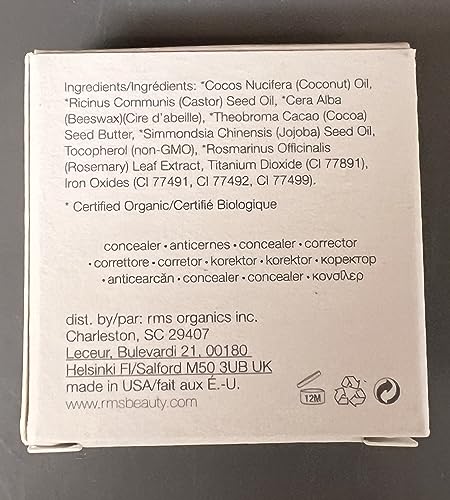 Ingredients/Ingrédients: *Cocos Nucifera (Coconut) Oil,
*Ricinus Communis (Castor) Seed Oil, *Cera Alba
(Beeswax)(Cire d'abeille), *Theobroma Cacao (Cocoa)
Seed Butter, *Simmondsia Chinensis (Jojoba) Seed Oil,
Tocopherol (non-GMO), *Rosmarinus Officinalis
(Rosemary) Leaf Extract, Titanium Dioxide (CI 77891),
Iron Oxides (CI 77491, CI 77492, CI 77499).
* Certified Organic/Certifié Biologique
concealer • anticernes • concealer • corrector
• correttore • corretor • korektor • korektor • коректор
• anticearcăn • concealer • concealer • κονσίλερ
dist. by/par: rms organics inc.
Charleston, SC 29407
Leceur, Bulevardi 21, 00180
Helsinki FI/Salford M50 3UB UK
made in USA/fait aux É.-U.
www.rmsbeauty.com
12M